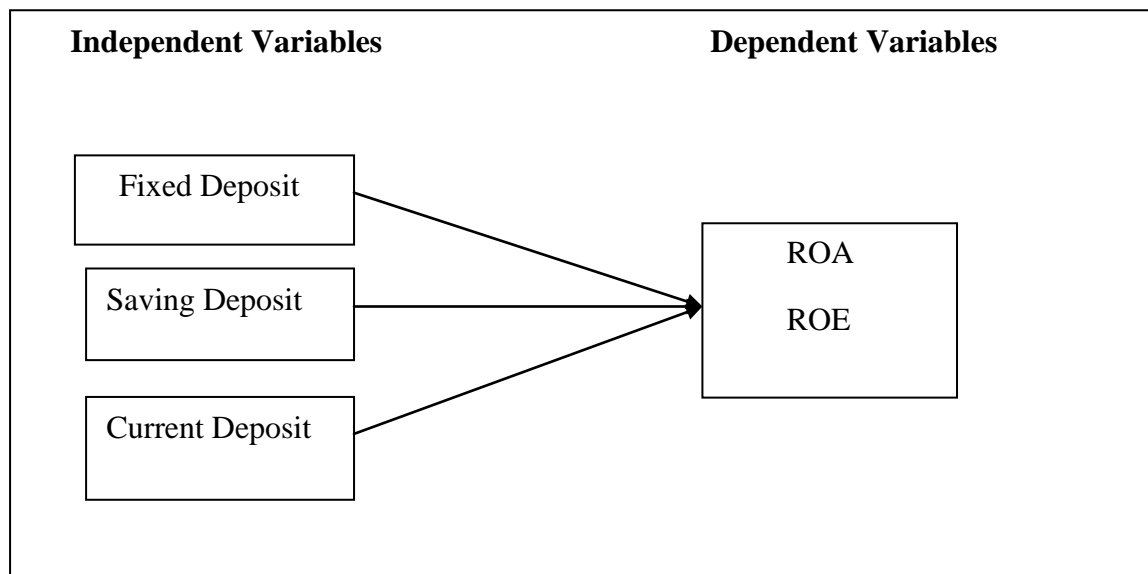 Independent Variables
Dependent Variables
Fixed Deposit
Saving Deposit
Current Deposit
ROA
ROE